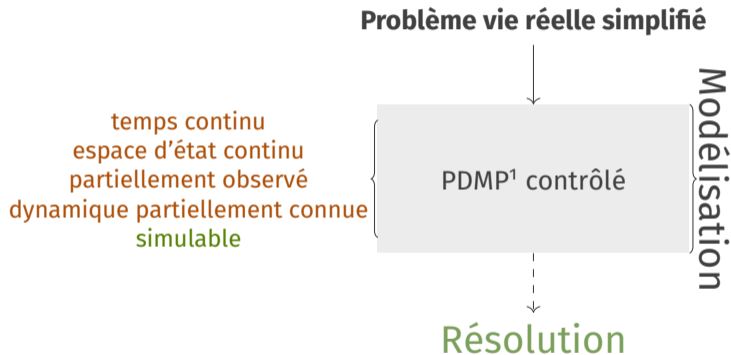 Problème vie réelle simplifié
temps continu
espace d'état continu
partiellement observé
dynamique partiellement connue
simulable
PDMP¹ contrôlé
Modélisation
Résolution